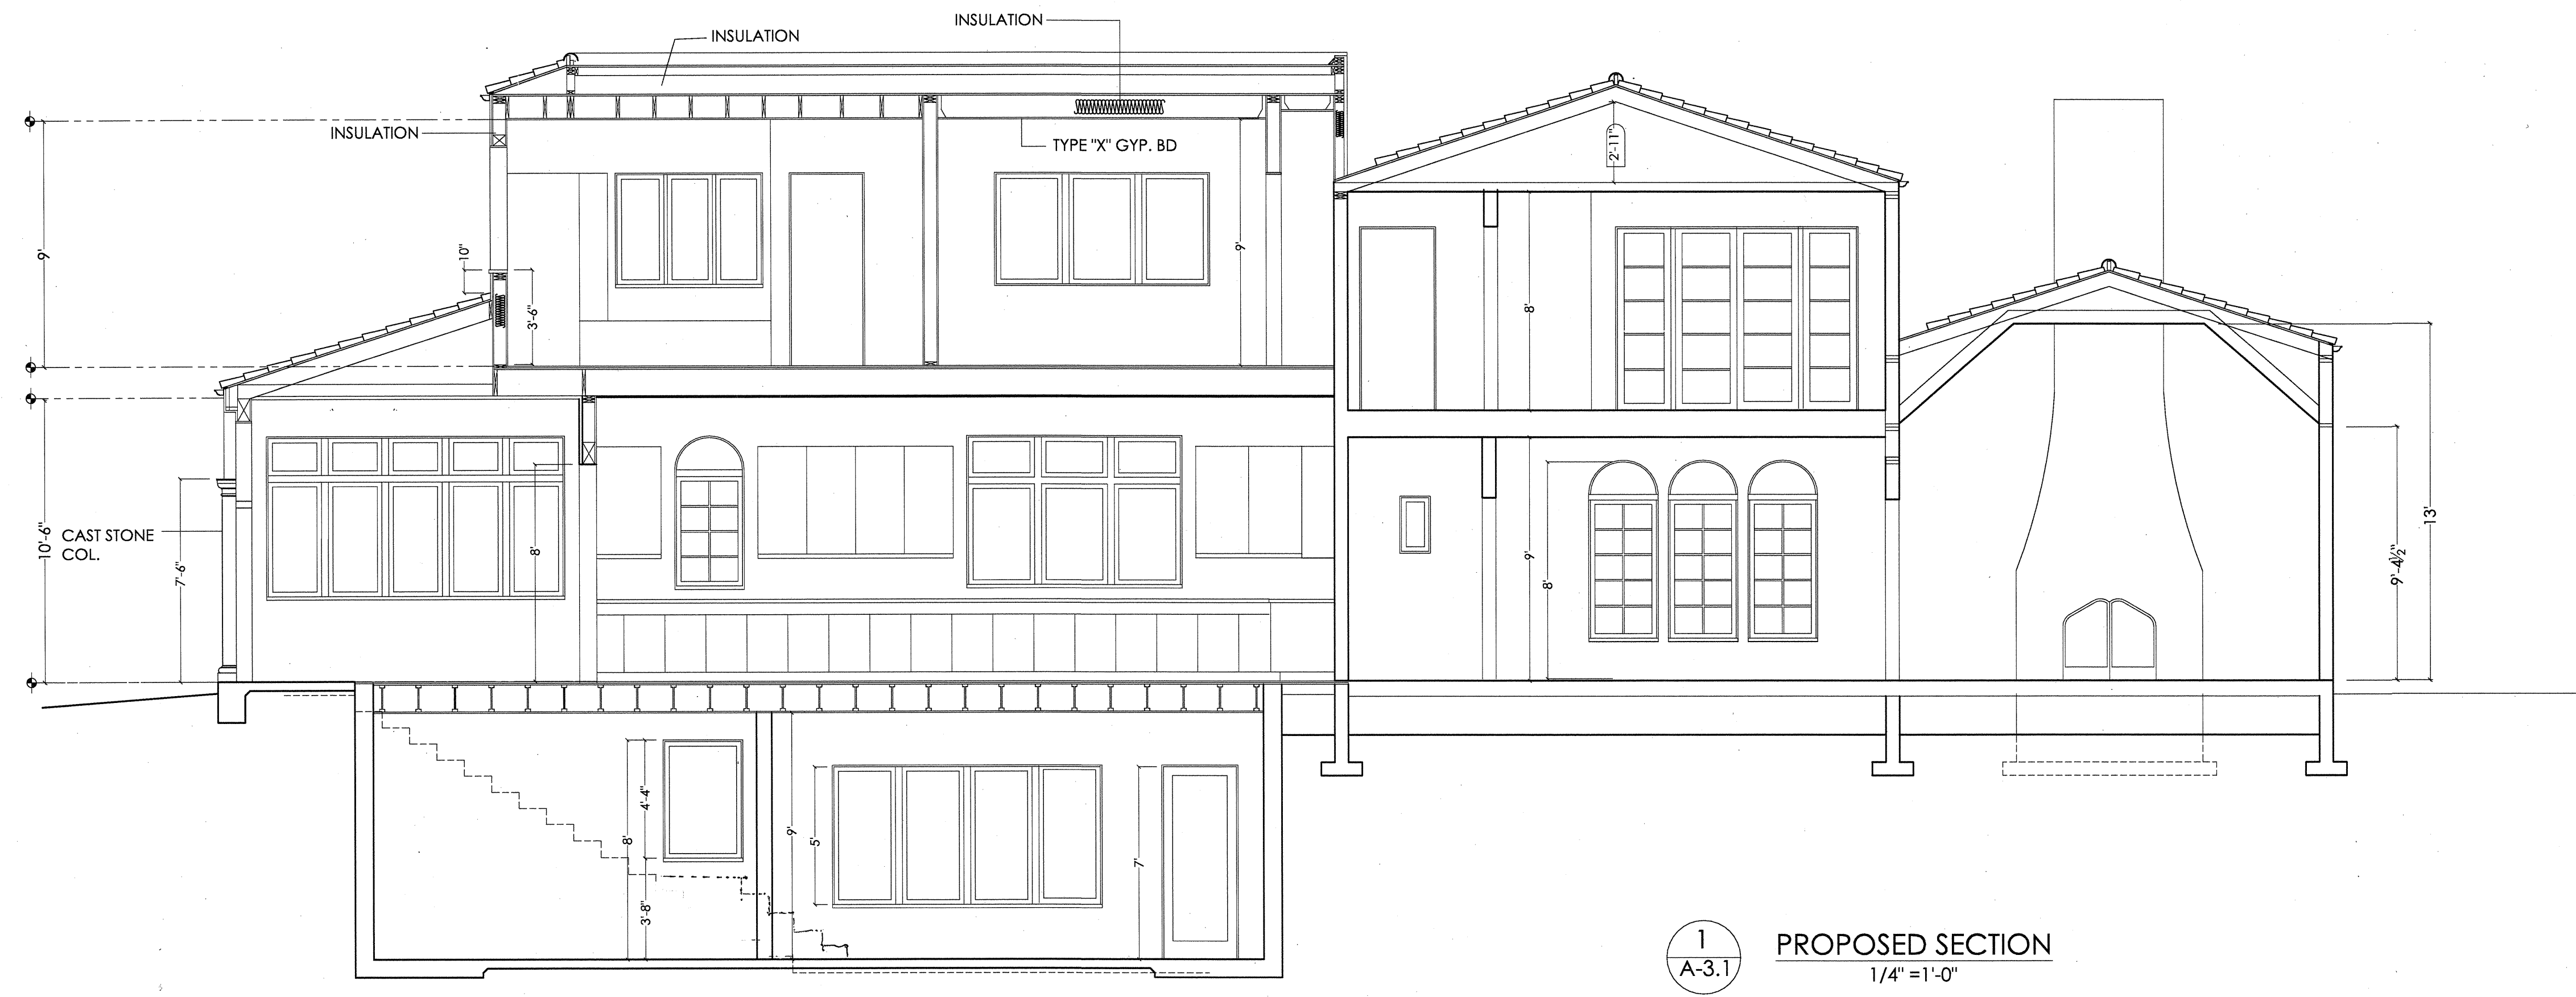 INSULATION
INSULATION
INSULATION
TYPE "X" GYP. BD
2'-11"
9'
10"
3'-6"
9'
8'
10'-6"
CAST STONE
COL.
7'-6"
8'
9'
8'
13'
9'-4½"
8'
4'-4"
3'-8"
9'
5'
7'
1
A-3.1
PROPOSED SECTION
1/4" =1'-0"